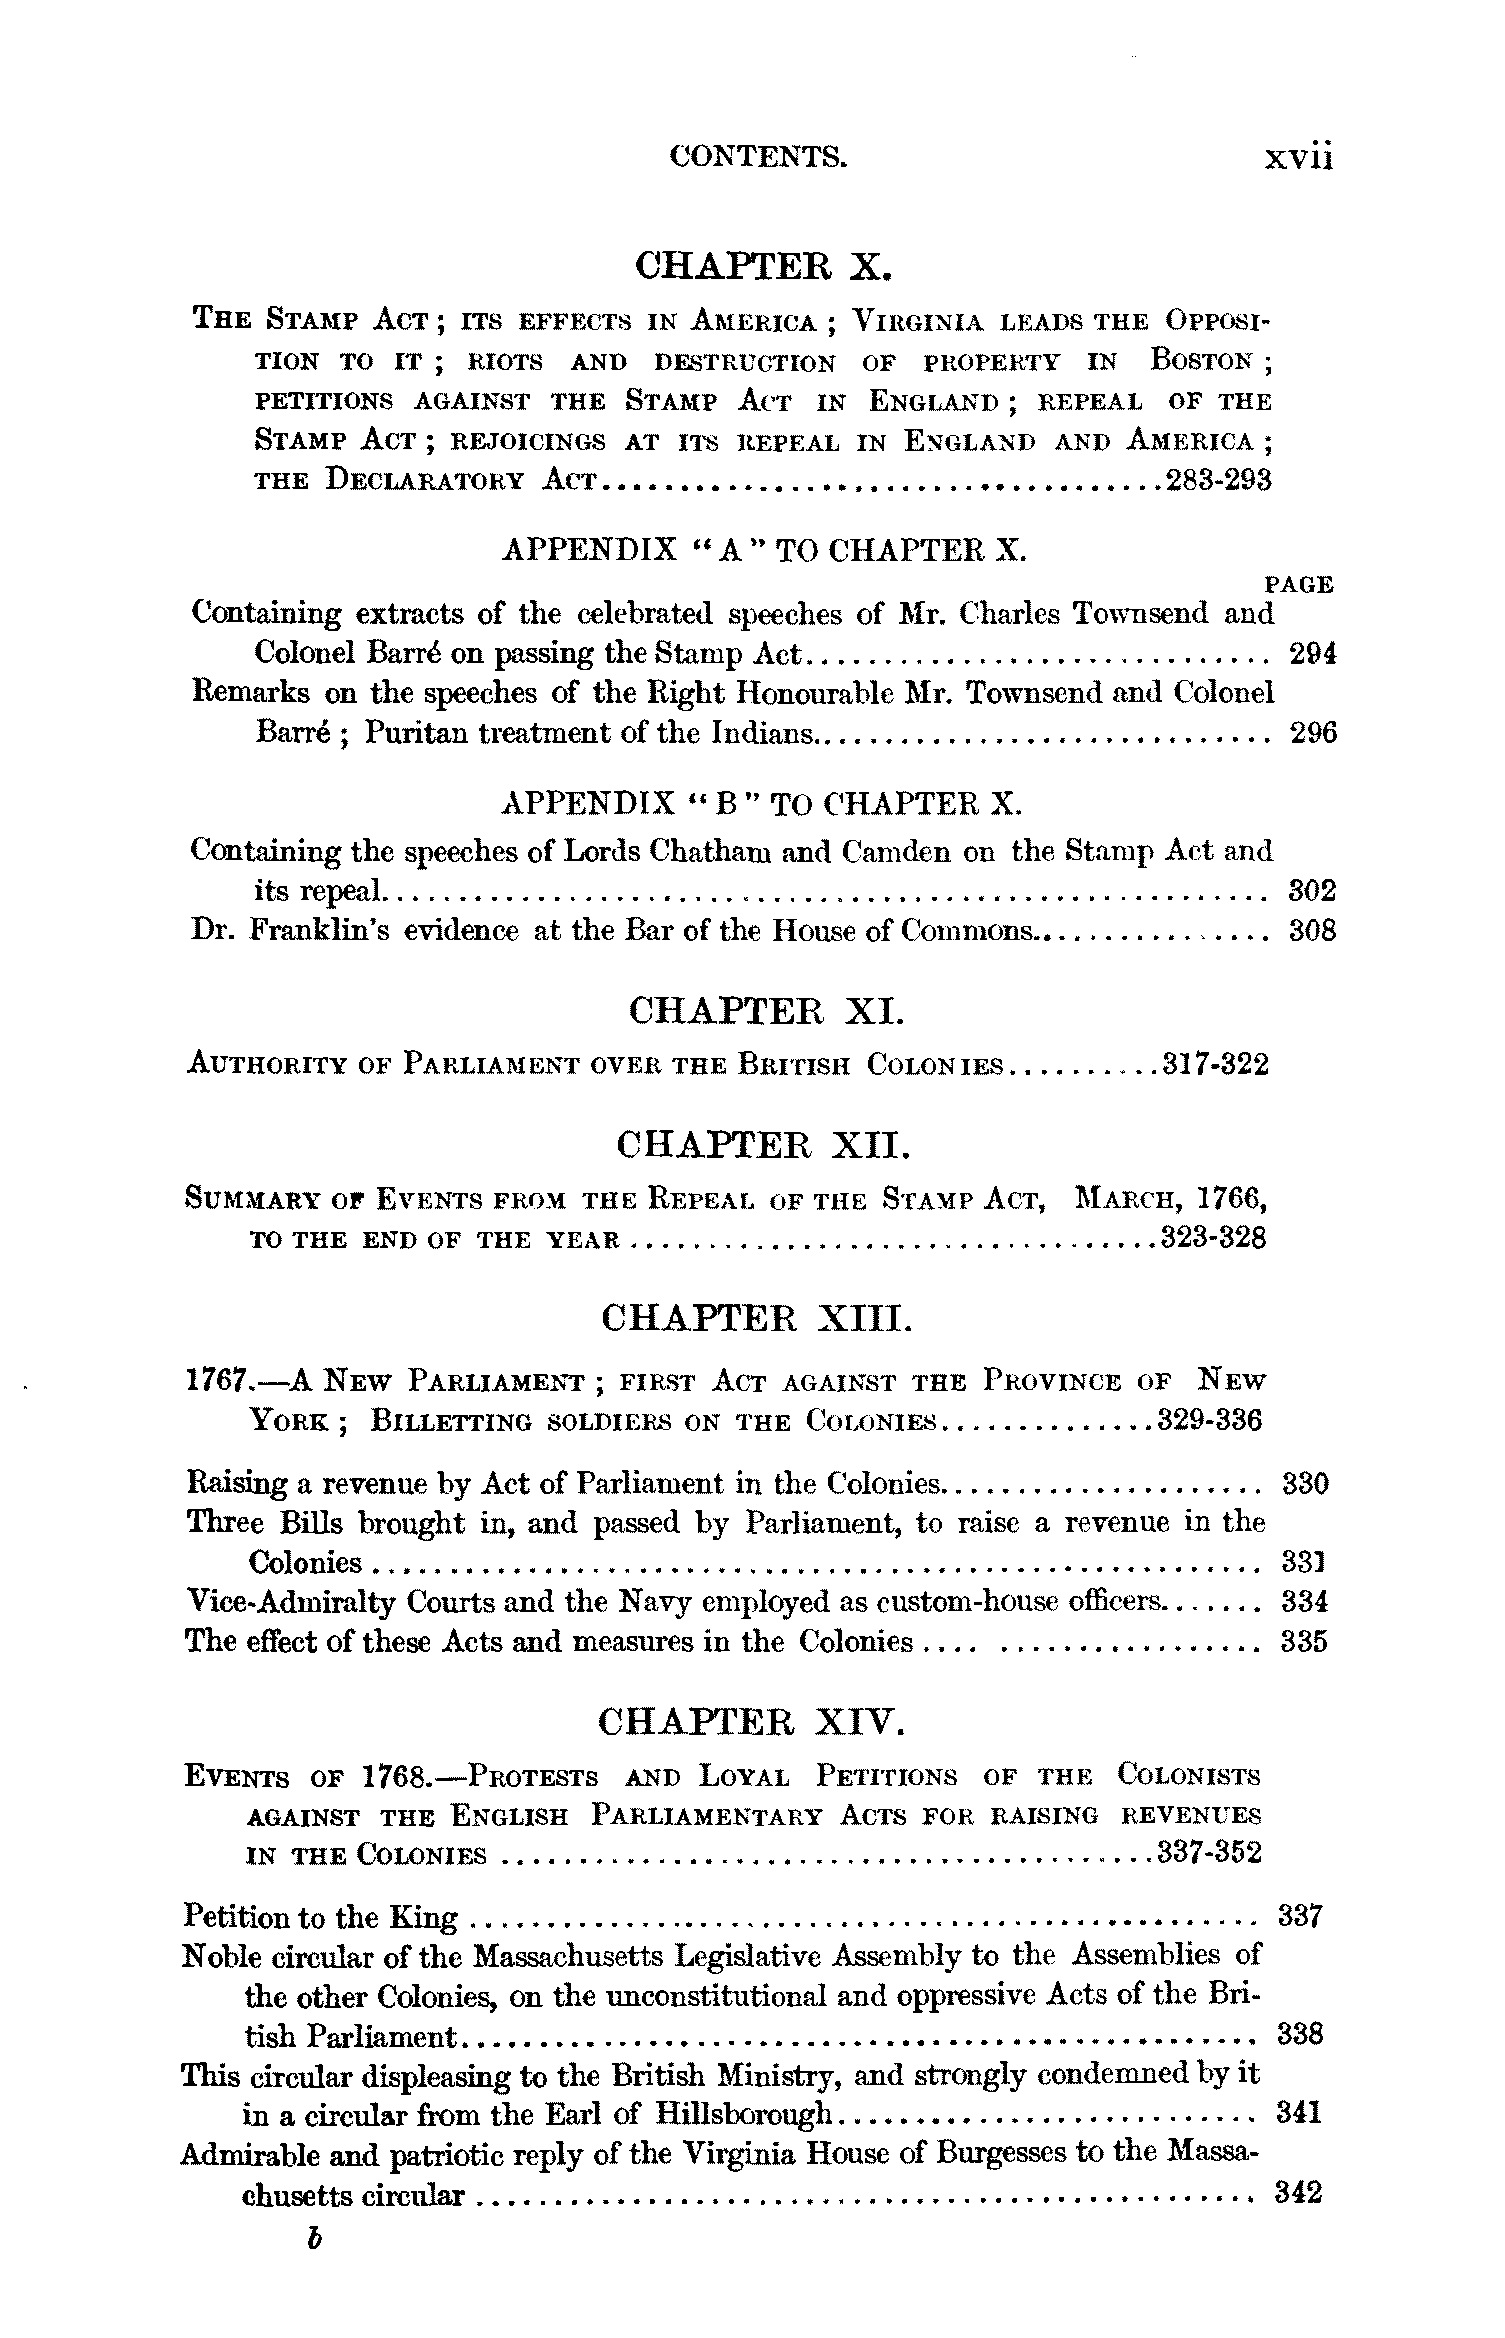 CONTENTS. xvii
CHAPTER X.
THE STAMP ACT ; ITS EFFECTS IN AMERICA ; VIRGINIA LEADS THE OPPOSI-
TION TO IT ; RIOTS AND DESTRUCTION OF PROPERTY IN BOSTON ;
PETITIONS AGAINST THE STAMP ACT IN ENGLAND ; REPEAL OF THE
STAMP ACT ; REJOICINGS AT ITS REPEAL IN ENGLAND AND AMERICA ;
THE DECLARATORY ACT....................................283-293
APPENDIX “ A ” TO CHAPTER X.
PAGE
Containing extracts of the celebrated speeches of Mr. Charles Townsend and
Colonel Barré on passing the Stamp Act.............................. 294
Remarks on the speeches of the Right Honourable Mr. Townsend and Colonel
Barré ; Puritan treatment of the Indians............................. 296
APPENDIX “ B ” TO CHAPTER X.
Containing the speeches of Lords Chatham and Camden on the Stamp Act and
its repeal......................................................... 302
Dr. Franklin's evidence at the Bar of the House of Commons................ 308
CHAPTER XI.
AUTHORITY OF PARLIAMENT OVER THE BRITISH COLONIES..........317-322
CHAPTER XII.
SUMMARY OF EVENTS FROM THE REPEAL OF THE STAMP ACT, MARCH, 1766,
TO THE END OF THE YEAR..................................323-328
CHAPTER XIII.
1767.—A NEW PARLIAMENT ; FIRST ACT AGAINST THE PROVINCE OF NEW
YORK ; BILLETTING SOLDIERS ON THE COLONIES..............329-336
Raising a revenue by Act of Parliament in the Colonies..................... 330
Three Bills brought in, and passed by Parliament, to raise a revenue in the
Colonies ......................................................... 331
Vice-Admiralty Courts and the Navy employed as custom-house officers....... 334
The effect of these Acts and measures in the Colonies .... ................. 335
CHAPTER XIV.
EVENTS OF 1768.—PROTESTS AND LOYAL PETITIONS OF THE COLONISTS
AGAINST THE ENGLISH PARLIAMENTARY ACTS FOR RAISING REVENUES
IN THE COLONIES ..........................................337-352
Petition to the King ................................................... 337
Noble circular of the Massachusetts Legislative Assembly to the Assemblies of
the other Colonies, on the unconstitutional and oppressive Acts of the Bri-
tish Parliament................................................... 338
This circular displeasing to the British Ministry, and strongly condemned by it
in a circular from the Earl of Hillsborough........................... 341
Admirable and patriotic reply of the Virginia House of Burgesses to the Massa-
chusetts circular .................................................. 342
b